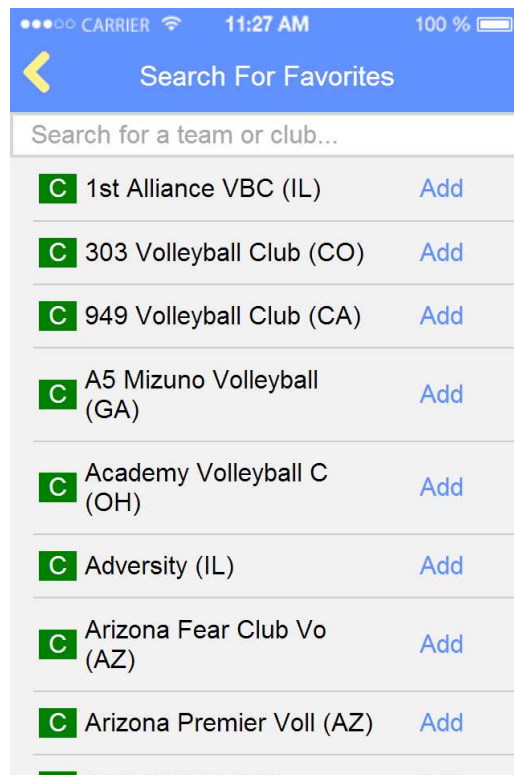 CARRIER 11:27 AM 100 %
Search For Favorites
Search for a team or club...
C 1st Alliance VBC (IL) Add
C 303 Volleyball Club (CO) Add
C 949 Volleyball Club (CA) Add
C A5 Mizuno Volleyball
(GA) Add
C Academy Volleyball C
(OH) Add
C Adversity (IL) Add
C Arizona Fear Club Vo
(AZ) Add
C Arizona Premier Voll (AZ) Add